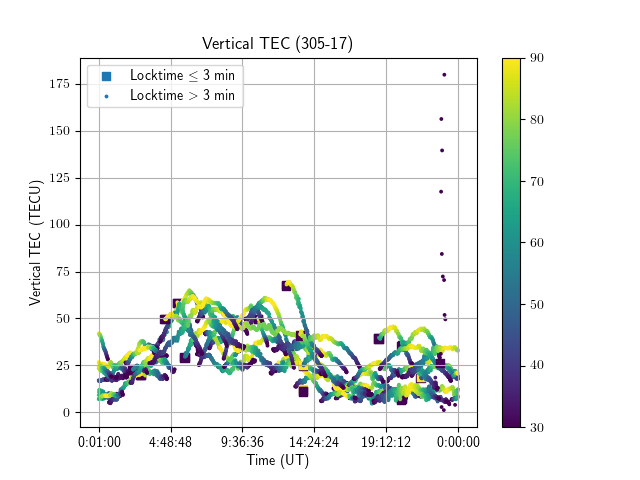 Vertical TEC (305-17)
Locktime ≤ 3 min
Locktime > 3 min
Vertical TEC (TECU)
175
150
125
100
75
50
25
0
0:01:00 4:48:48 9:36:36 14:24:24 19:12:12 0:00:00
Time (UT)
90
80
70
60
50
40
30